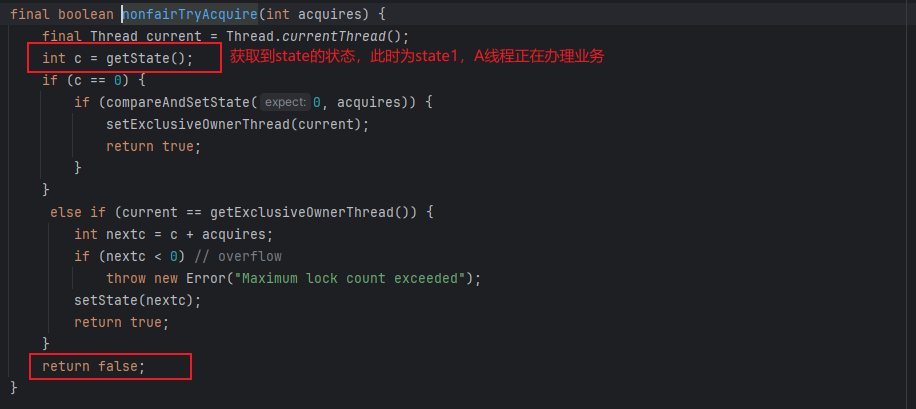 final boolean nonfairTryAcquire(int acquires) {
final Thread current = Thread.currentThread();
int c = getState(); 获取到state的状态，此时为state1，A线程正在办理业务
if (c == 0) {
if (compareAndSetState( expect: 0, acquires)) {
setExclusiveOwnerThread(current);
return true;
}
}
else if (current == getExclusiveOwnerThread()) {
int nextc = c + acquires;
if (nextc < 0) // overflow
throw new Error("Maximum lock count exceeded");
setState(nextc);
return true;
}
return false;
}